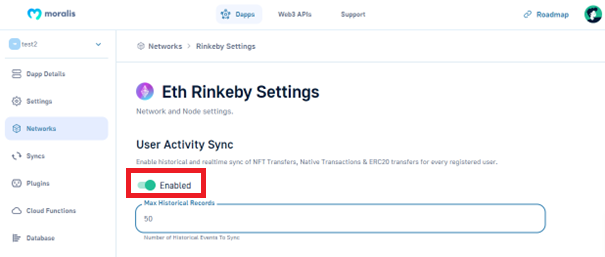 moralis
Dapps
Web3 APIs
Support
Roadmap
test2
Networks > Rinkeby Settings
Dapp Details
Settings
Networks
Syncs
Plugins
Cloud Functions
Database
Eth Rinkeby Settings
Network and Node settings.
User Activity Sync
Enable historical and realtime sync of NFT Transfers, Native Transactions & ERC20 transfers for every registered user.
Enabled
Max Historical Records
50
Number of Historical Events To Sync